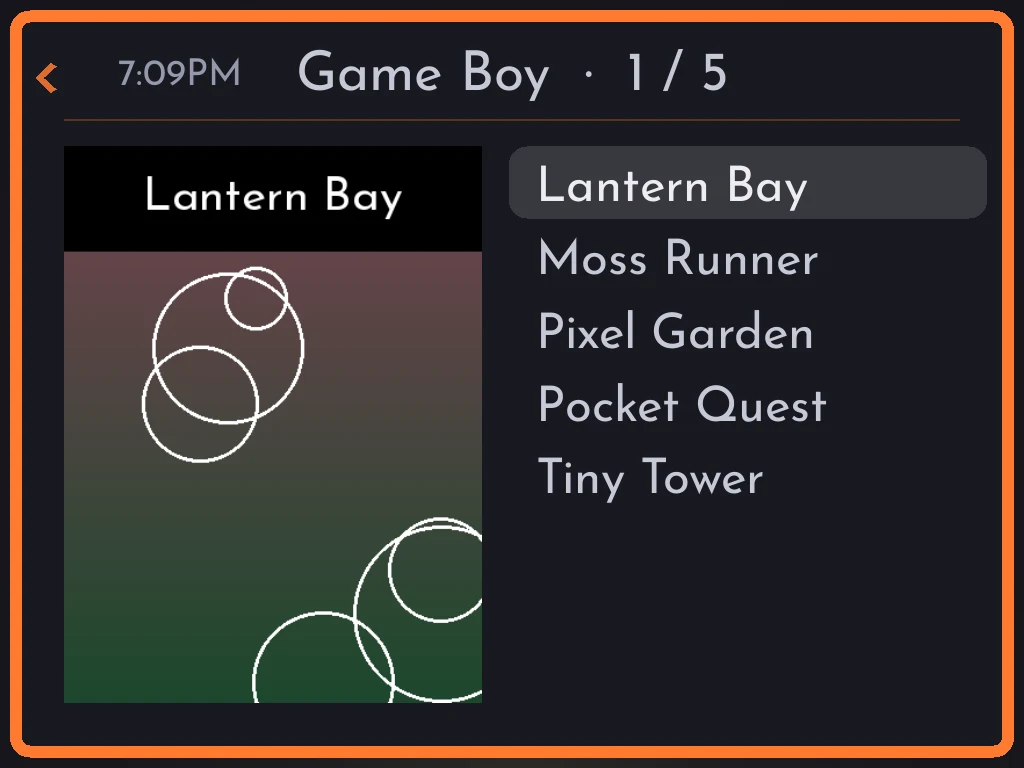 7:09PM Game Boy · 1 / 5
Lantern Bay
Lantern Bay
Moss Runner
Pixel Garden
Pocket Quest
Tiny Tower